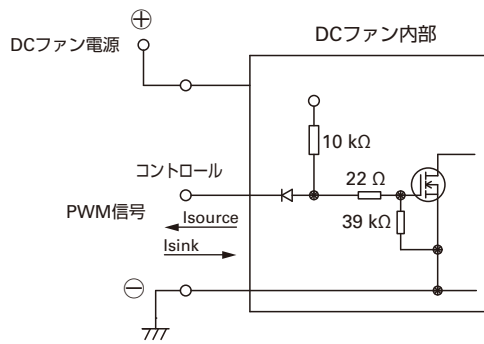 ⊕
DCファン電源
DCファン内部
10 kΩ
コントロール
22 Ω
PWM信号
Isource
39 kΩ
Isink
⊖